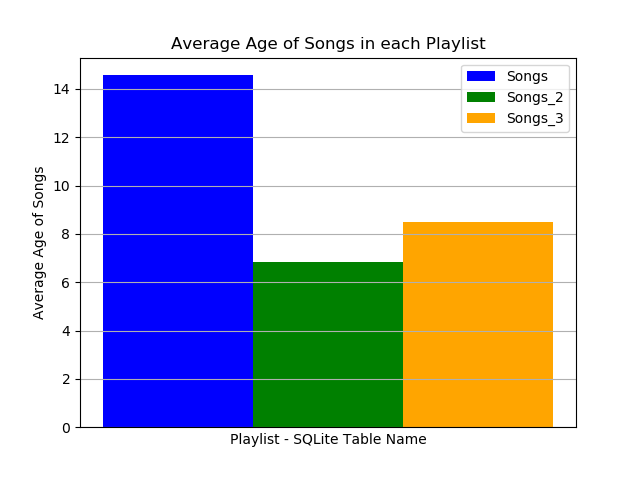 Average Age of Songs in each Playlist
Average Age of Songs
14
12
10
8
6
4
2
0
Songs
Songs_2
Songs_3
Playlist - SQLite Table Name